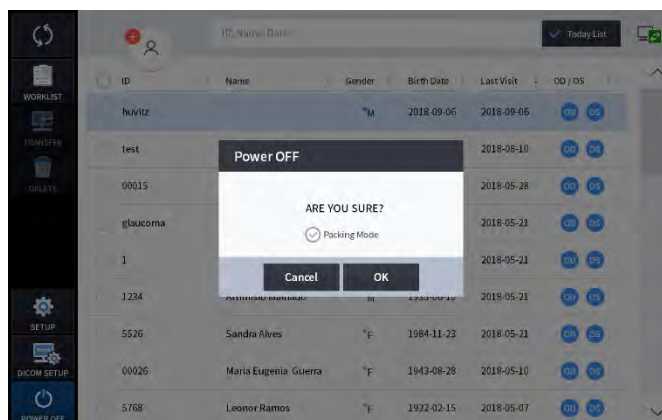 ID, Name, Date
Today List
WORKLIST
TRANSFER
DELETE
SETUP
DICOM SETUP
POWER OFF
ID Name Gender Birth Date Last Visit OD / OS
huvitz M 2018-09-06 2018-09-06 OD OS
test 2018-08-10 OD OS
00015 2018-05-28 OD OS
glaucoma 2018-05-21 OD OS
1 2018-05-21 OD OS
1234 M 2018-05-21 OD OS
5526 Sandra Alves F 1984-11-23 2018-05-21 OD OS
00026 Maria Eugenia Guerra F 1943-08-28 2018-05-10 OD OS
5768 Leonor Ramos F 1932-02-15 2018-05-07 OD OS
Power OFF
ARE YOU SURE?
Packing Mode
Cancel OK